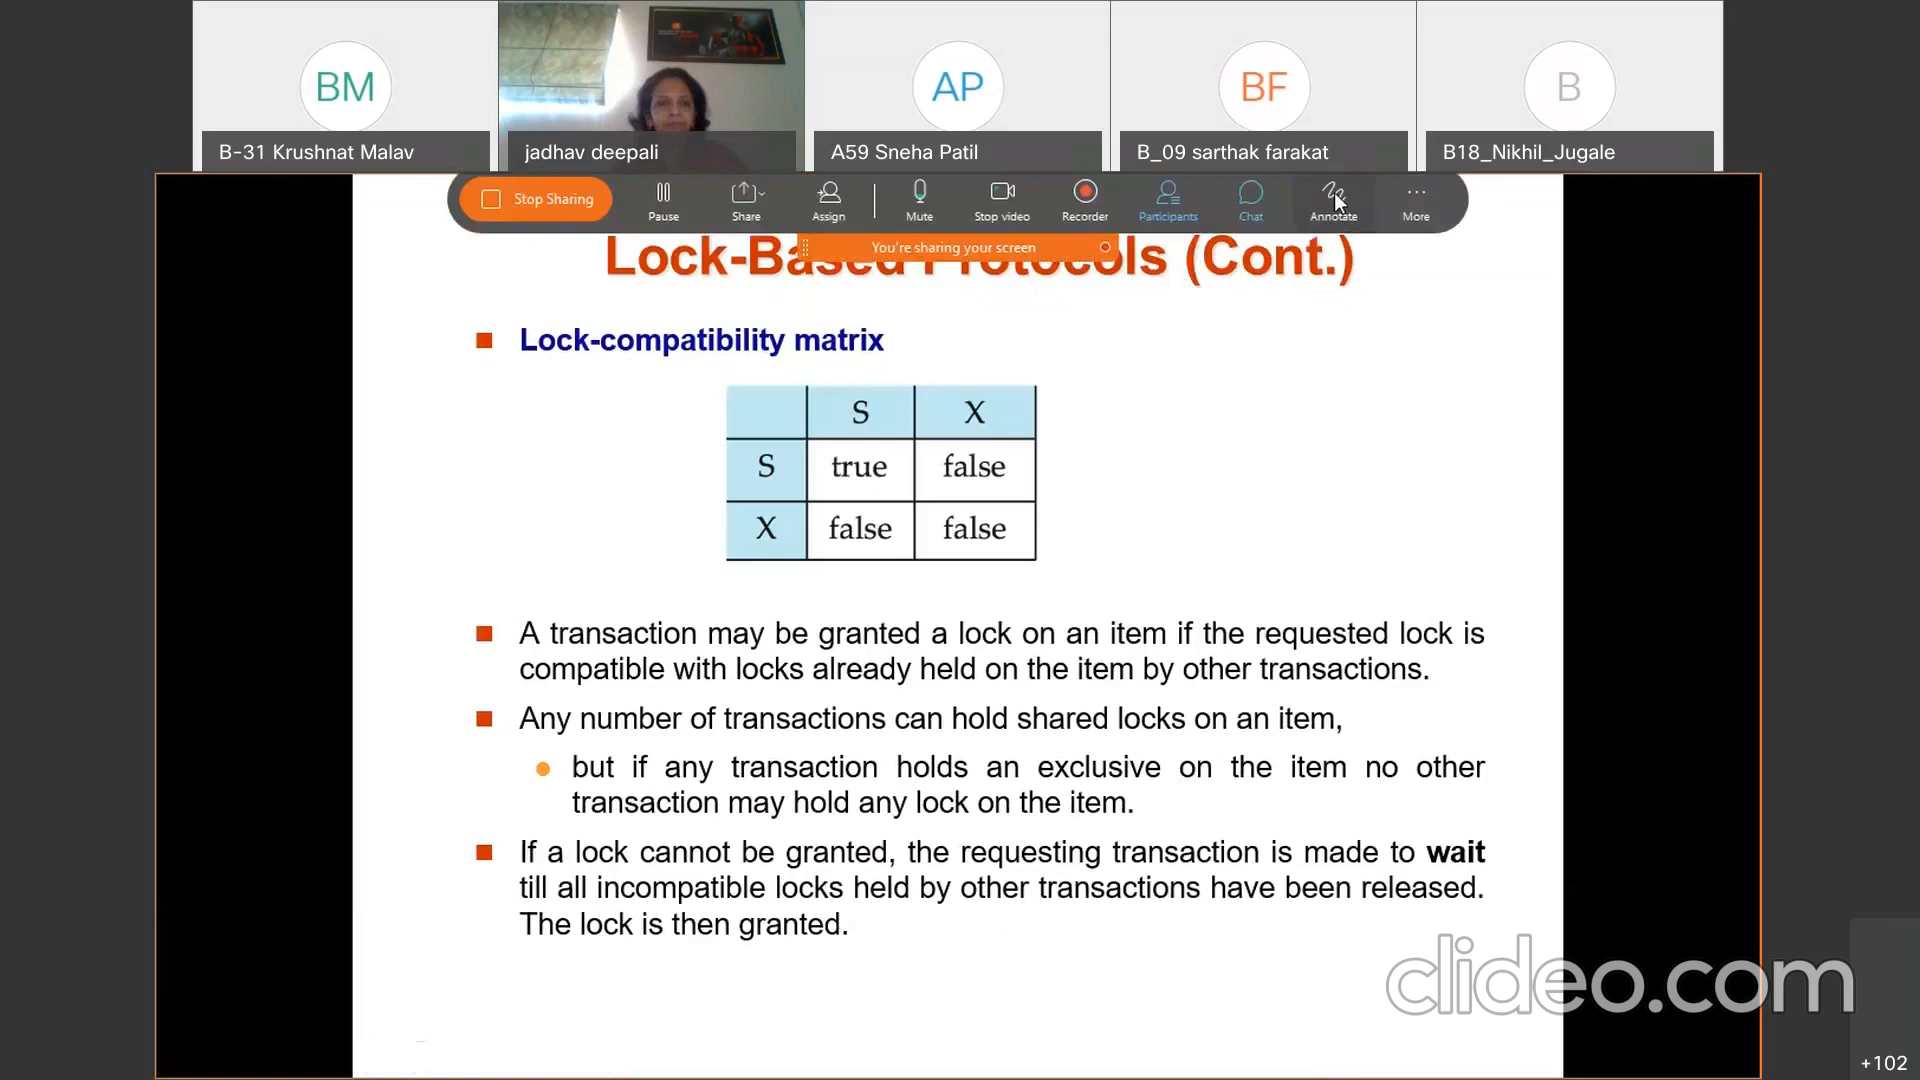 BM
AP
BF
B
B-31 Krushnat Malav
jadhav deepali
A59 Sneha Patil
B_09 sarthak farakat
B18_Nikhil_Jugale
Stop Sharing
Pause
Share
Assign
Mute
Stop video
Recorder
Participants
Chat
Annotate
More
You're sharing your screen
Lock-Based Protocols (Cont.)
Lock-compatibility matrix
S X
S true false
X false false
A transaction may be granted a lock on an item if the requested lock is
compatible with locks already held on the item by other transactions.
Any number of transactions can hold shared locks on an item,
but if any transaction holds an exclusive on the item no other
transaction may hold any lock on the item.
If a lock cannot be granted, the requesting transaction is made to wait
till all incompatible locks held by other transactions have been released.
The lock is then granted.
clideo.com
+102